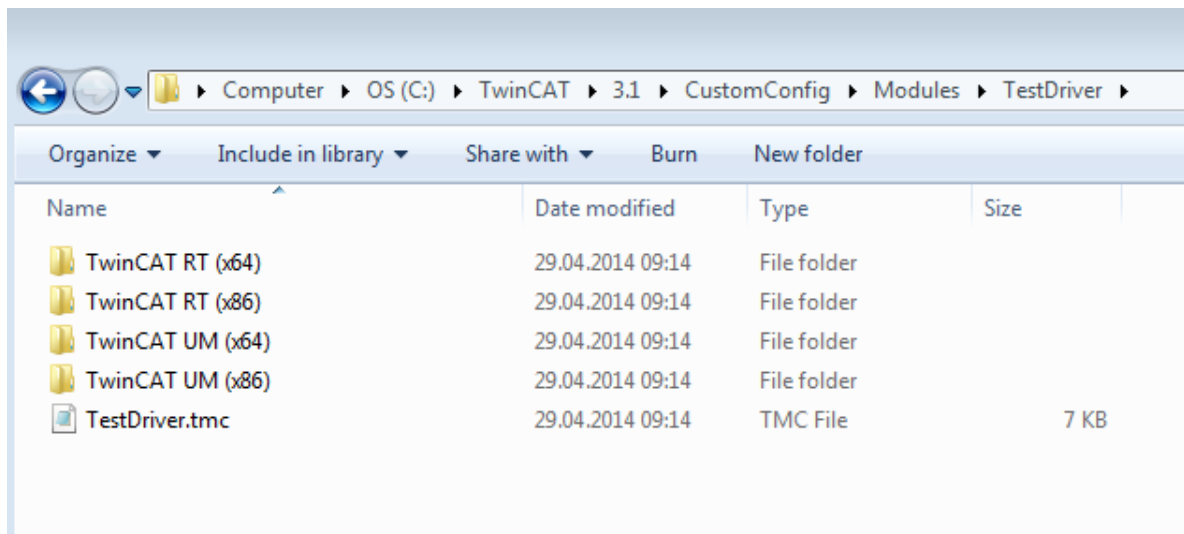 Computer OS (C:) TwinCAT 3.1 CustomConfig Modules TestDriver
Organize Include in library Share with Burn New folder
Name Date modified Type Size
TwinCAT RT (x64) 29.04.2014 09:14 File folder
TwinCAT RT (x86) 29.04.2014 09:14 File folder
TwinCAT UM (x64) 29.04.2014 09:14 File folder
TwinCAT UM (x86) 29.04.2014 09:14 File folder
TestDriver.tmc 29.04.2014 09:14 TMC File 7 KB